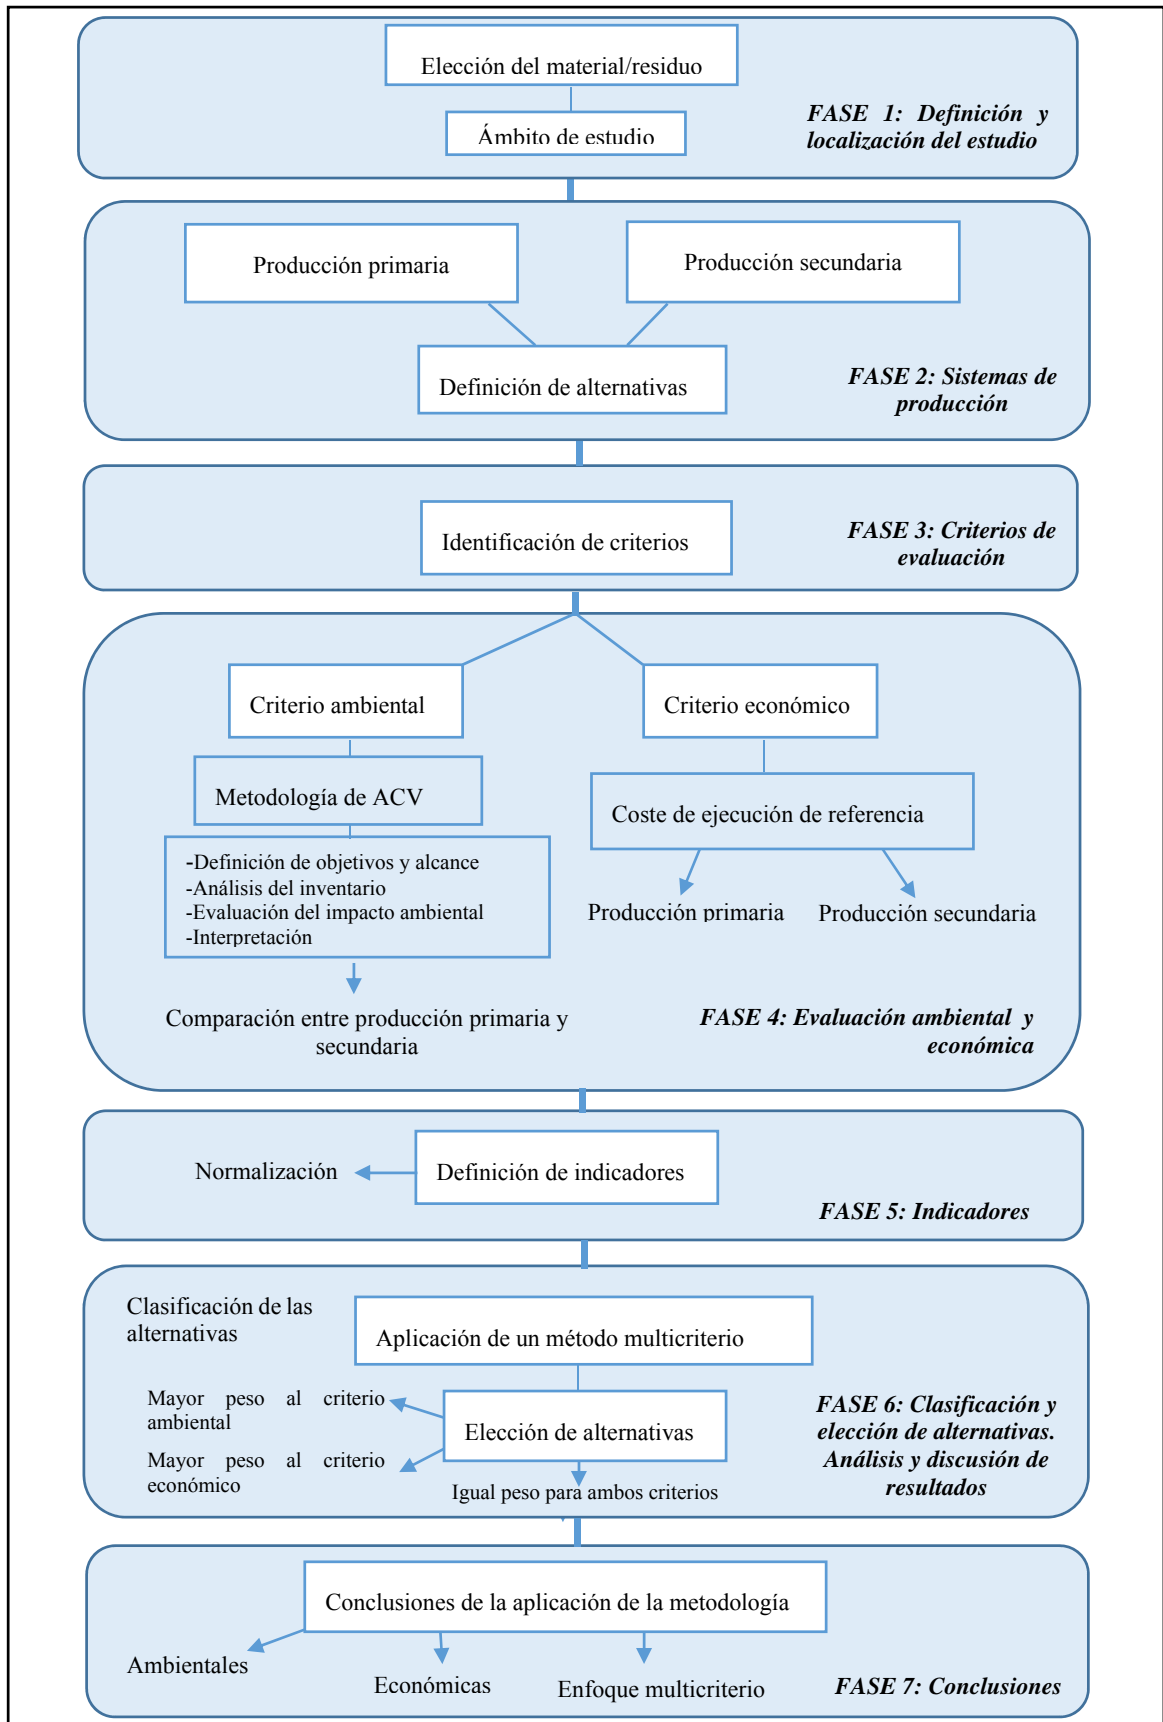 Elección del material/residuo
Ámbito de estudio
FASE 1: Definición y
localización del estudio
Producción primaria
Producción secundaria
Definición de alternativas
FASE 2: Sistemas de
producción
Identificación de criterios
FASE 3: Criterios de
evaluación
Criterio ambiental
Criterio económico
Metodología de ACV
Coste de ejecución de referencia
-Definición de objetivos y alcance
-Análisis del inventario
-Evaluación del impacto ambiental
-Interpretación
Producción primaria
Producción secundaria
Comparación entre producción primaria y
secundaria
FASE 4: Evaluación ambiental y
económica
Normalización
Definición de indicadores
FASE 5: Indicadores
Clasificación de las
alternativas
Aplicación de un método multicriterio
Mayor peso al criterio
ambiental
Elección de alternativas
Mayor peso al criterio
económico
Igual peso para ambos criterios
FASE 6: Clasificación y
elección de alternativas.
Análisis y discusión de
resultados
Conclusiones de la aplicación de la metodología
Ambientales
Económicas
Enfoque multicriterio
FASE 7: Conclusiones